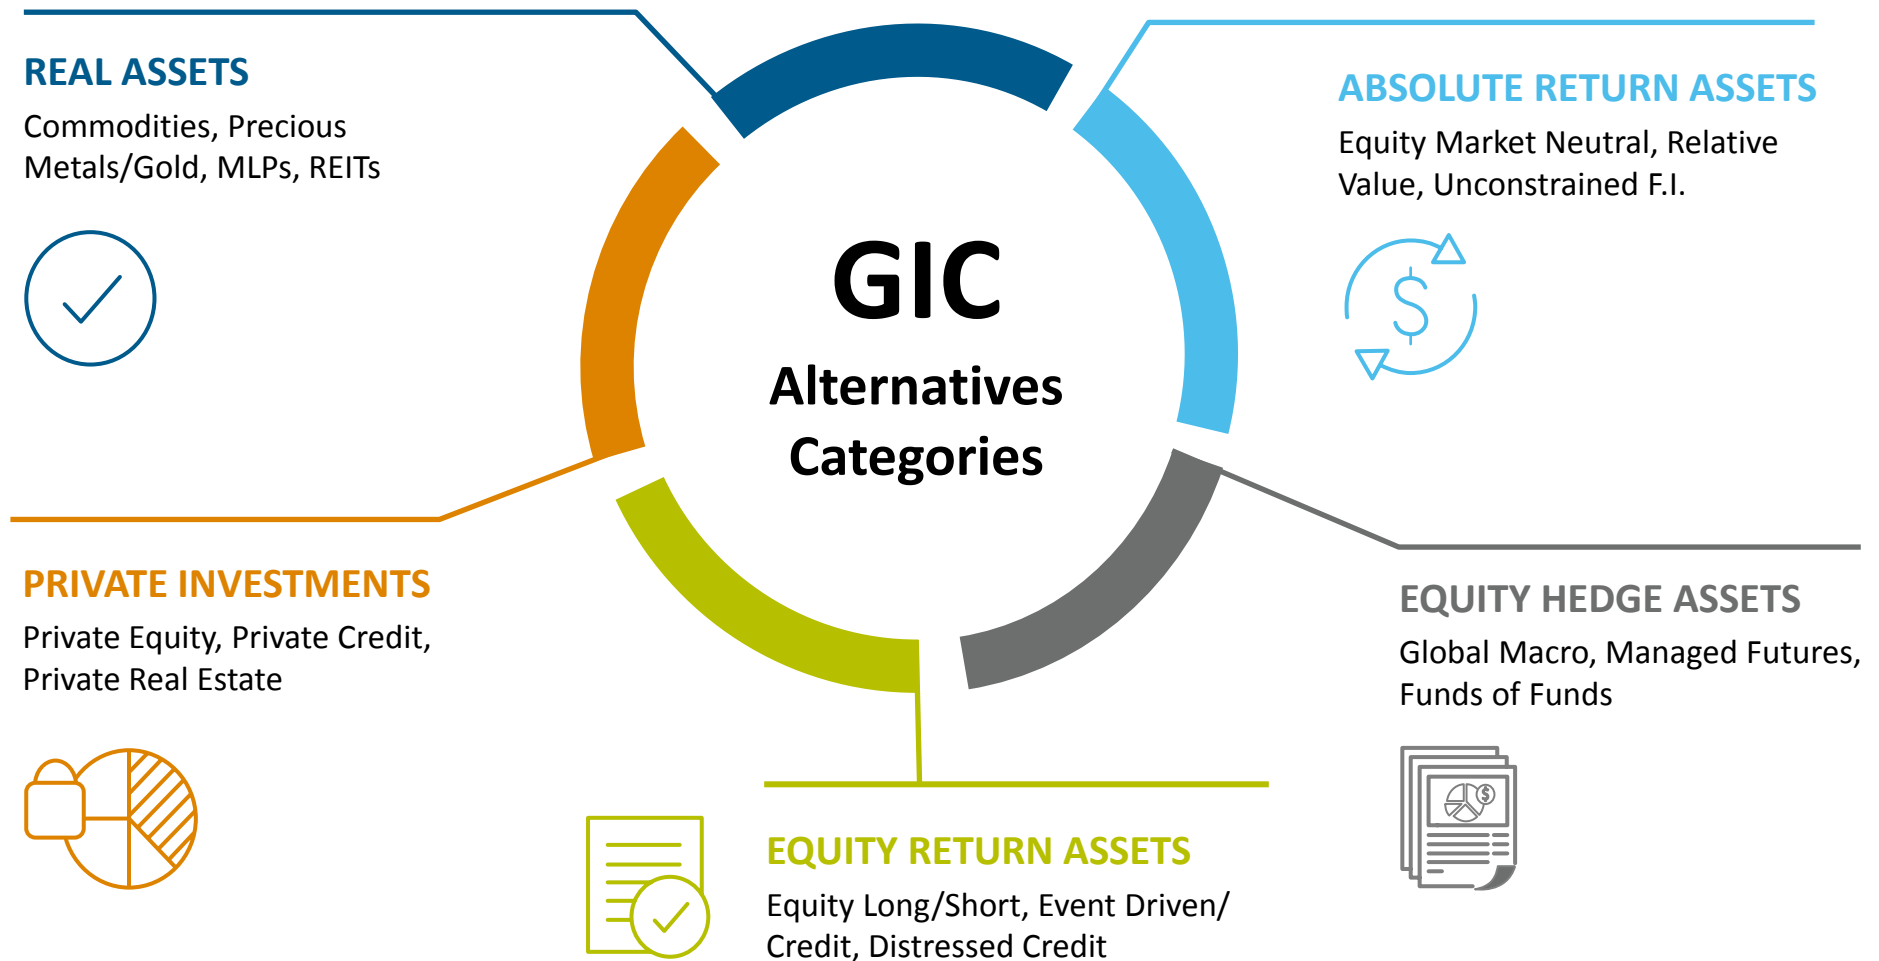 REAL ASSETS
Commodities, Precious
Metals/Gold, MLPs, REITs
ABSOLUTE RETURN ASSETS
Equity Market Neutral, Relative
Value, Unconstrained F.I.
$
GIC
Alternatives
Categories
PRIVATE INVESTMENTS
Private Equity, Private Credit,
Private Real Estate
EQUITY HEDGE ASSETS
Global Macro, Managed Futures,
Funds of Funds
$
EQUITY RETURN ASSETS
Equity Long/Short, Event Driven/
Credit, Distressed Credit